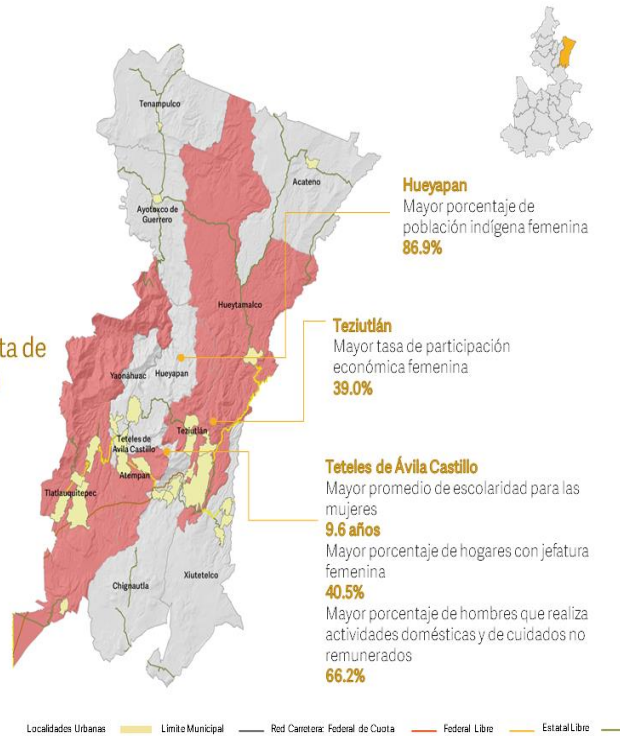 Tenampulco
Acateno
Ayotoxco de
Guerrero
Hueyapan
Mayor porcentaje de
población indígena femenina
86.9%
Hueytamalco
Teziutlán
Mayor tasa de participación
económica femenina
39.0%
ta de
Yaonáhuac
Hueyapan
Teziutlán
Teteles de
Avila Castillo
Atempan
Tlatlauquitepec
Chignautla
Xiutetelco
Teteles de Ávila Castillo
Mayor promedio de escolaridad para las
mujeres
9.6 años
Mayor porcentaje de hogares con jefatura
femenina
40.5%
Mayor porcentaje de hombres que realiza
actividades domésticas y de cuidados no
remunerados
66.2%
Localidades Urbanas Límite Municipal Red Carretera: Federal de Cuota Federal Libre Estatal Libre